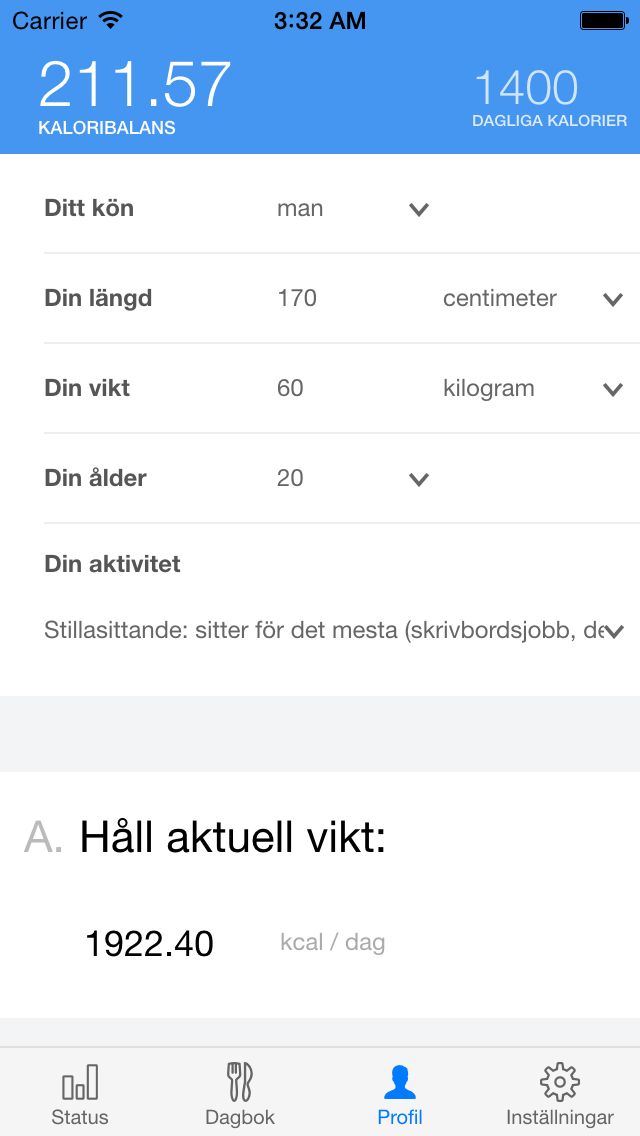 Carrier 3:32 AM
211.57 1400
KALORIBALANS DAGLIGA KALORIER
Ditt kön man
Din längd 170 centimeter
Din vikt 60 kilogram
Din ålder 20
Din aktivitet
Stillasittande: sitter för det mesta (skrivbordsjobb, de
A. Håll aktuell vikt:
1922.40 kcal / dag
Status Dagbok Profil Inställningar